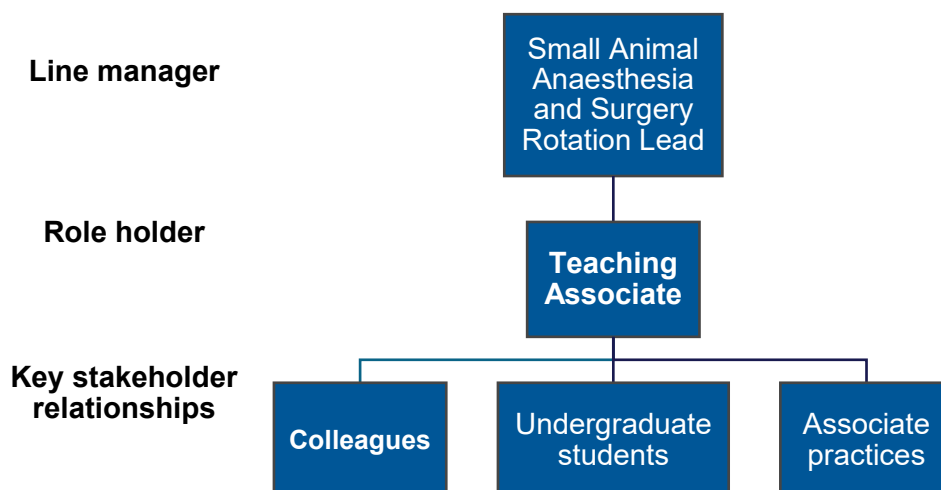 Line manager
Small Animal
Anaesthesia
and Surgery
Rotation Lead
Role holder
Teaching
Associate
Key stakeholder
relationships
Colleagues
Undergraduate
students
Associate
practices